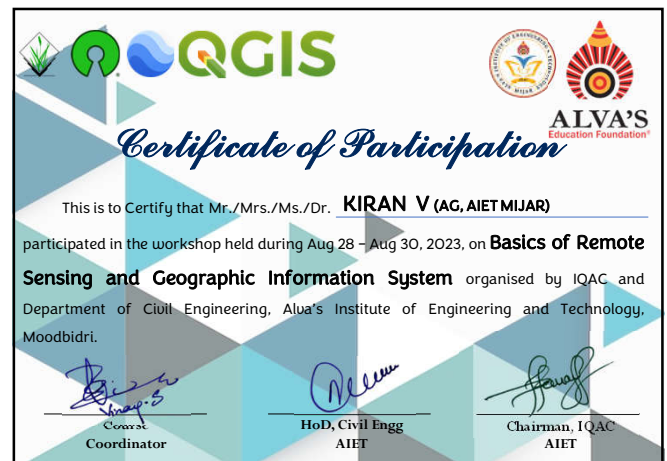 QGIS
ALVA'S
Education Foundation®
Certificate of Participation
This is to Certify that Mr./Mrs./Ms./Dr. KIRAN V (AG, AIET MIJAR)
participated in the workshop held during Aug 28 – Aug 30, 2023, on Basics of Remote
Sensing and Geographic Information System organised by IQAC and
Department of Civil Engineering, Alva's Institute of Engineering and Technology,
Moodbidri.
Vinay.S
Course HoD, Civil Engg Chairman, IQAC
Coordinator AIET AIET